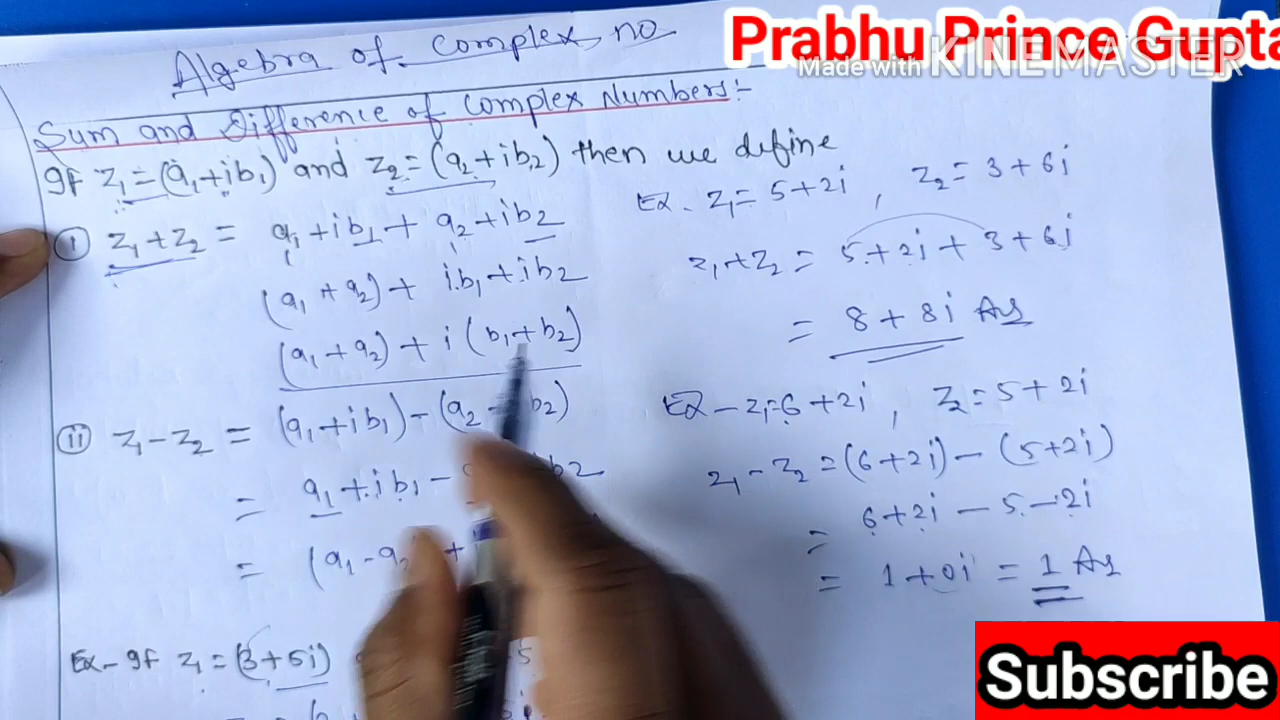 Prabhu Prince Gupta
Made with KINEMASTER
Algebra of complex no
Sum and Difference of Complex Numbers:-
If z₁=(a₁+ib₁) and z₂=(a₂+ib₂) then we define
(i) z₁+z₂ = a₁+ib₁+a₂+ib₂
(a₁+a₂)+ib₁+ib₂
(a₁+a₂)+i(b₁+b₂)
(ii) z₁-z₂ = (a₁+ib₁)-(a₂ b₂)
= a₁+ib₁- b₂
= (a₁-a₂ +
Ex- If z₁=(3+5i) 5
Ex- z₁=5+2i, z₂=3+6i
z₁+z₂ = 5+2i+3+6i
= 8+8i Ans
Ex-z₁=6+2i, z₂=5+2i
z₁-z₂=(6+2i)-(5+2i)
= 6+2i-5-2i
= 1+0i = 1 Ans
Subscribe